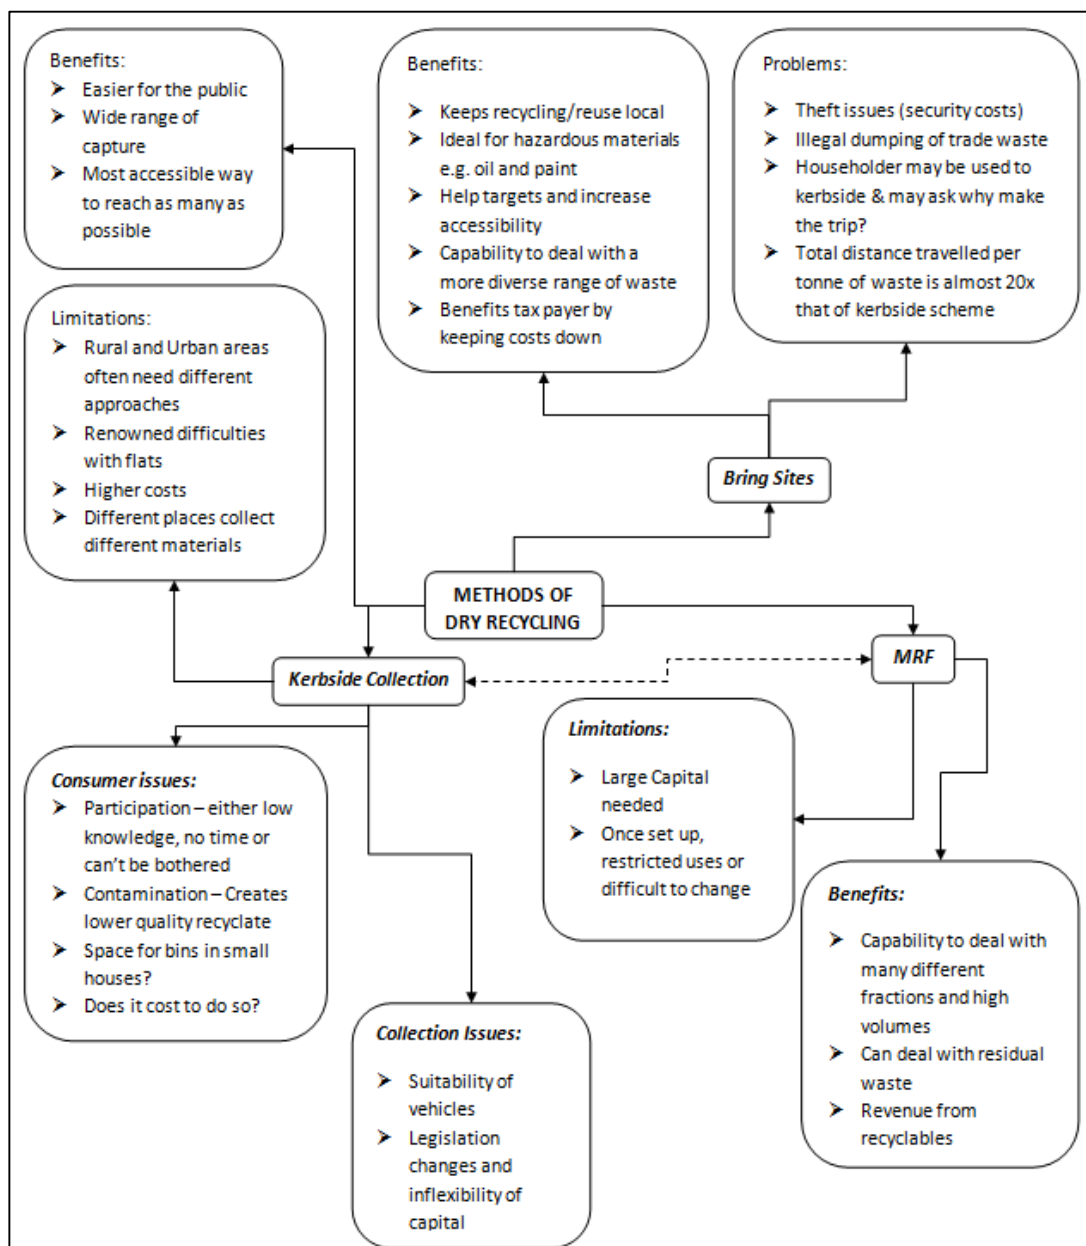 Benefits:
➤ Easier for the public
➤ Wide range of
capture
➤ Most accessible way
to reach as many as
possible
Benefits:
➤ Keeps recycling/reuse local
➤ Ideal for hazardous materials
e.g. oil and paint
➤ Help targets and increase
accessibility
➤ Capability to deal with a
more diverse range of waste
➤ Benefits tax payer by
keeping costs down
Problems:
➤ Theft issues (security costs)
➤ Illegal dumping of trade waste
➤ Householder may be used to
kerbside & may ask why make
the trip?
➤ Total distance travelled per
tonne of waste is almost 20x
that of kerbside scheme
Limitations:
➤ Rural and Urban areas
often need different
approaches
➤ Renowned difficulties
with flats
➤ Higher costs
➤ Different places collect
different materials
Bring Sites
METHODS OF
DRY RECYCLING
Kerbside Collection
MRF
Limitations:
➤ Large Capital
needed
➤ Once set up,
restricted uses or
difficult to change
Consumer issues:
➤ Participation – either low
knowledge, no time or
can't be bothered
➤ Contamination – Creates
lower quality recyclate
➤ Space for bins in small
houses?
➤ Does it cost to do so?
Benefits:
➤ Capability to deal with
many different
fractions and high
volumes
➤ Can deal with residual
waste
➤ Revenue from
recyclables
Collection Issues:
➤ Suitability of
vehicles
➤ Legislation
changes and
inflexibility of
capital